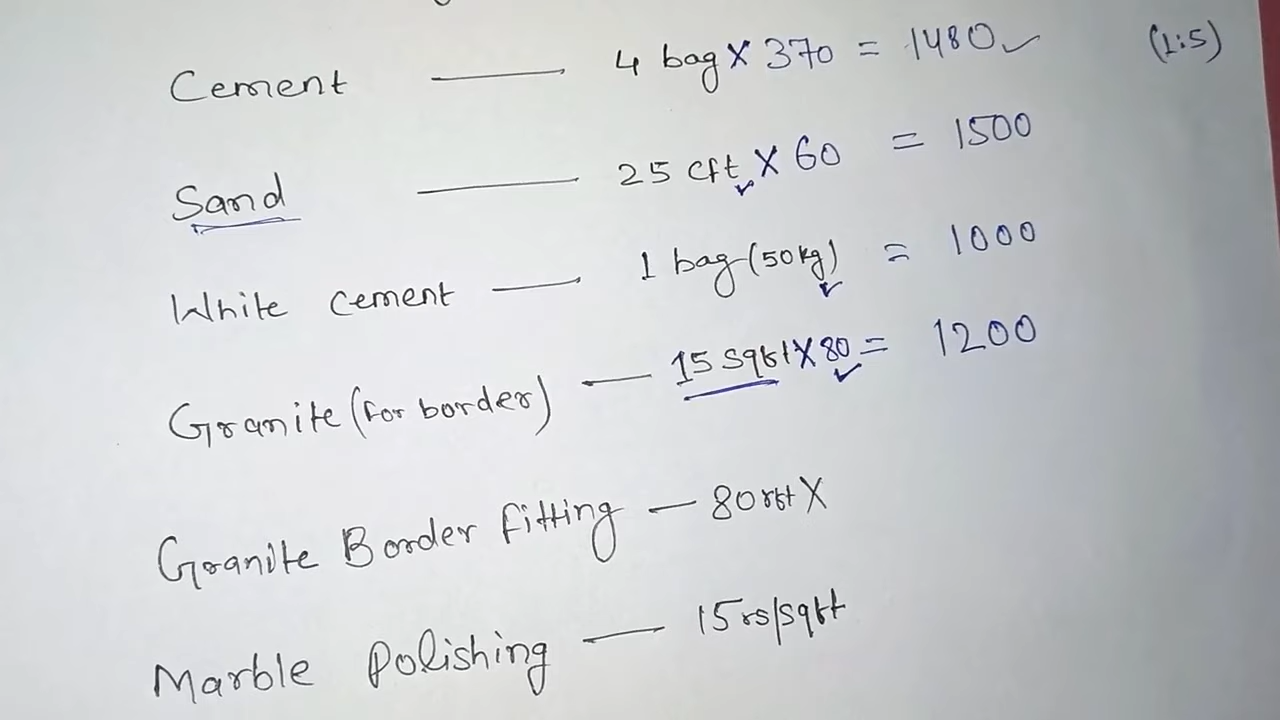 Cement —— 4 bag X 370 = 1480 ✓ (1:5)
Sand —— 25 cft X 60 = 1500
White cement —— 1 bag (50kg) = 1000
Granite (for border) —— 15 sqft X 80 = 1200
Granite Border fitting — 80 rft X
Marble Polishing —— 15 rs/sqft